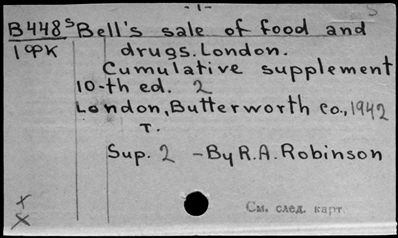 - 1 -
B448 S Bell's sale of food and
1 ФК drugs. London.
Cumulative supplement
10-th ed. 2
London, Butterworth co., 1942
т.
Sup. 2 - By R.A. Robinson
См. след. карт.